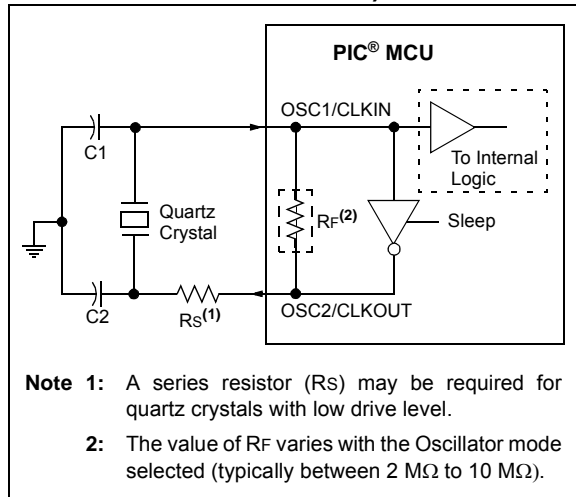 PIC® MCU
OSC1/CLKIN
C1
To Internal
Logic
Quartz
Crystal
RF(2)
Sleep
C2
RS(1)
OSC2/CLKOUT
Note 1: A series resistor (RS) may be required for
quartz crystals with low drive level.
2: The value of RF varies with the Oscillator mode
selected (typically between 2 MΩ to 10 MΩ).